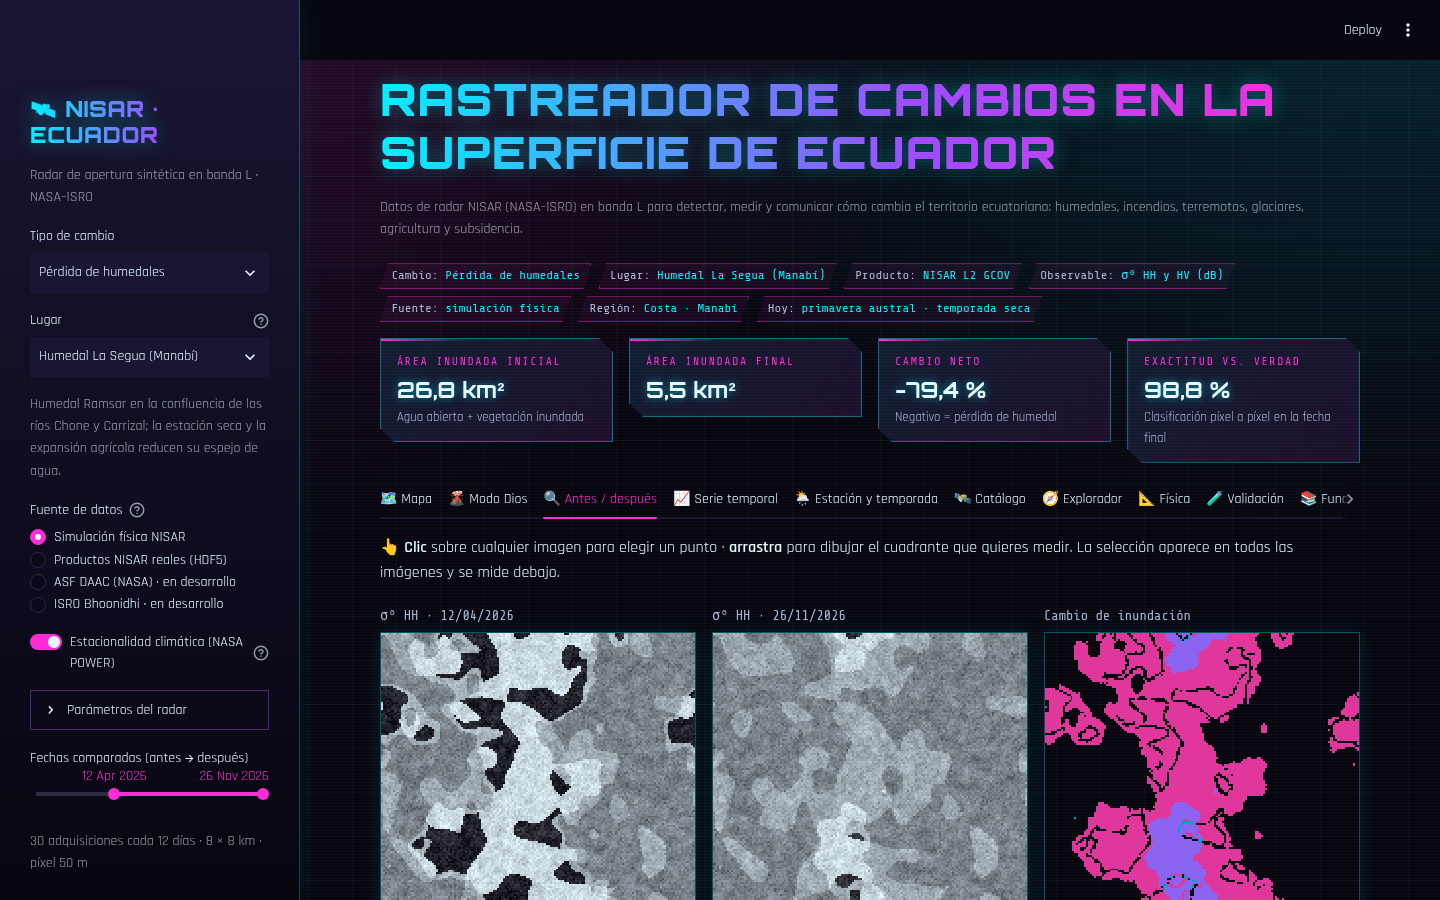 Deploy
🛰 NISAR ·
ECUADOR
Radar de apertura sintética en banda L ·
NASA–ISRO
Tipo de cambio
Pérdida de humedales
Lugar
Humedal La Segua (Manabí)
Humedal Ramsar en la confluencia de los
ríos Chone y Carrizal; la estación seca y la
expansión agrícola reducen su espejo de
agua.
Fuente de datos
Simulación física NISAR
Productos NISAR reales (HDF5)
ASF DAAC (NASA) · en desarrollo
ISRO Bhoonidhi · en desarrollo
Estacionalidad climática (NASA
POWER)
Parámetros del radar
Fechas comparadas (antes → después)
12 Apr 2026 26 Nov 2026
30 adquisiciones cada 12 días · 8 × 8 km ·
píxel 50 m
RASTREADOR DE CAMBIOS EN LA
SUPERFICIE DE ECUADOR
Datos de radar NISAR (NASA–ISRO) en banda L para detectar, medir y comunicar cómo cambia el territorio ecuatoriano: humedales, incendios, terremotos, glaciares,
agricultura y subsidencia.
Cambio: Pérdida de humedales Lugar: Humedal La Segua (Manabí) Producto: NISAR L2 GCOV Observable: σ⁰ HH y HV (dB)
Fuente: simulación física Región: Costa · Manabí Hoy: primavera austral · temporada seca
ÁREA INUNDADA INICIAL
26,8 km²
Agua abierta + vegetación inundada
ÁREA INUNDADA FINAL
5,5 km²
CAMBIO NETO
-79,4 %
Negativo = pérdida de humedal
EXACTITUD VS. VERDAD
98,8 %
Clasificación píxel a píxel en la fecha
final
🗺️ Mapa 🌋 Modo Dios 🔍 Antes / después 📈 Serie temporal 🌦️ Estación y temporada 🛰️ Catálogo 🧭 Explorador 📐 Física 🧪 Validación 📚 Func
👆 Clic sobre cualquier imagen para elegir un punto · arrastra para dibujar el cuadrante que quieres medir. La selección aparece en todas las
imágenes y se mide debajo.
σ⁰ HH · 12/04/2026
σ⁰ HH · 26/11/2026
Cambio de inundación